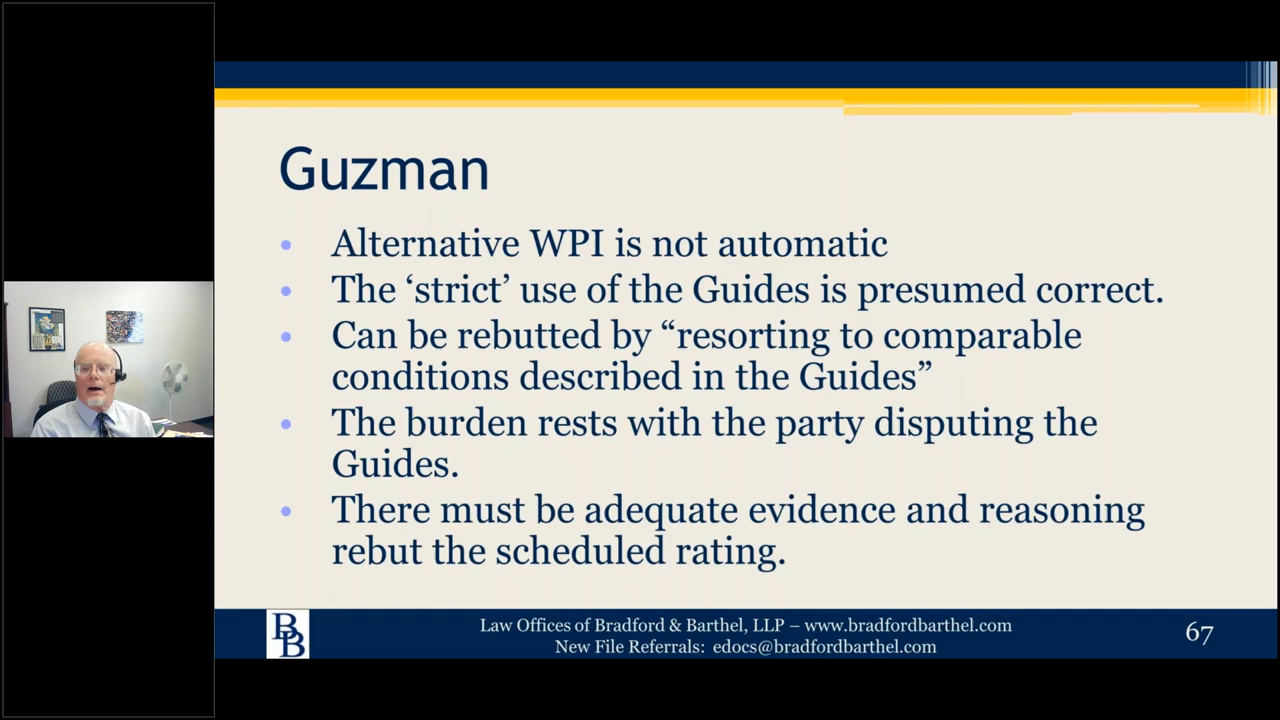 Guzman
• Alternative WPI is not automatic
• The ‘strict’ use of the Guides is presumed correct.
• Can be rebutted by “resorting to comparable
conditions described in the Guides”
• The burden rests with the party disputing the
Guides.
• There must be adequate evidence and reasoning
rebut the scheduled rating.
BB
Law Offices of Bradford & Barthel, LLP – www.bradfordbarthel.com
New File Referrals: edocs@bradfordbarthel.com
67